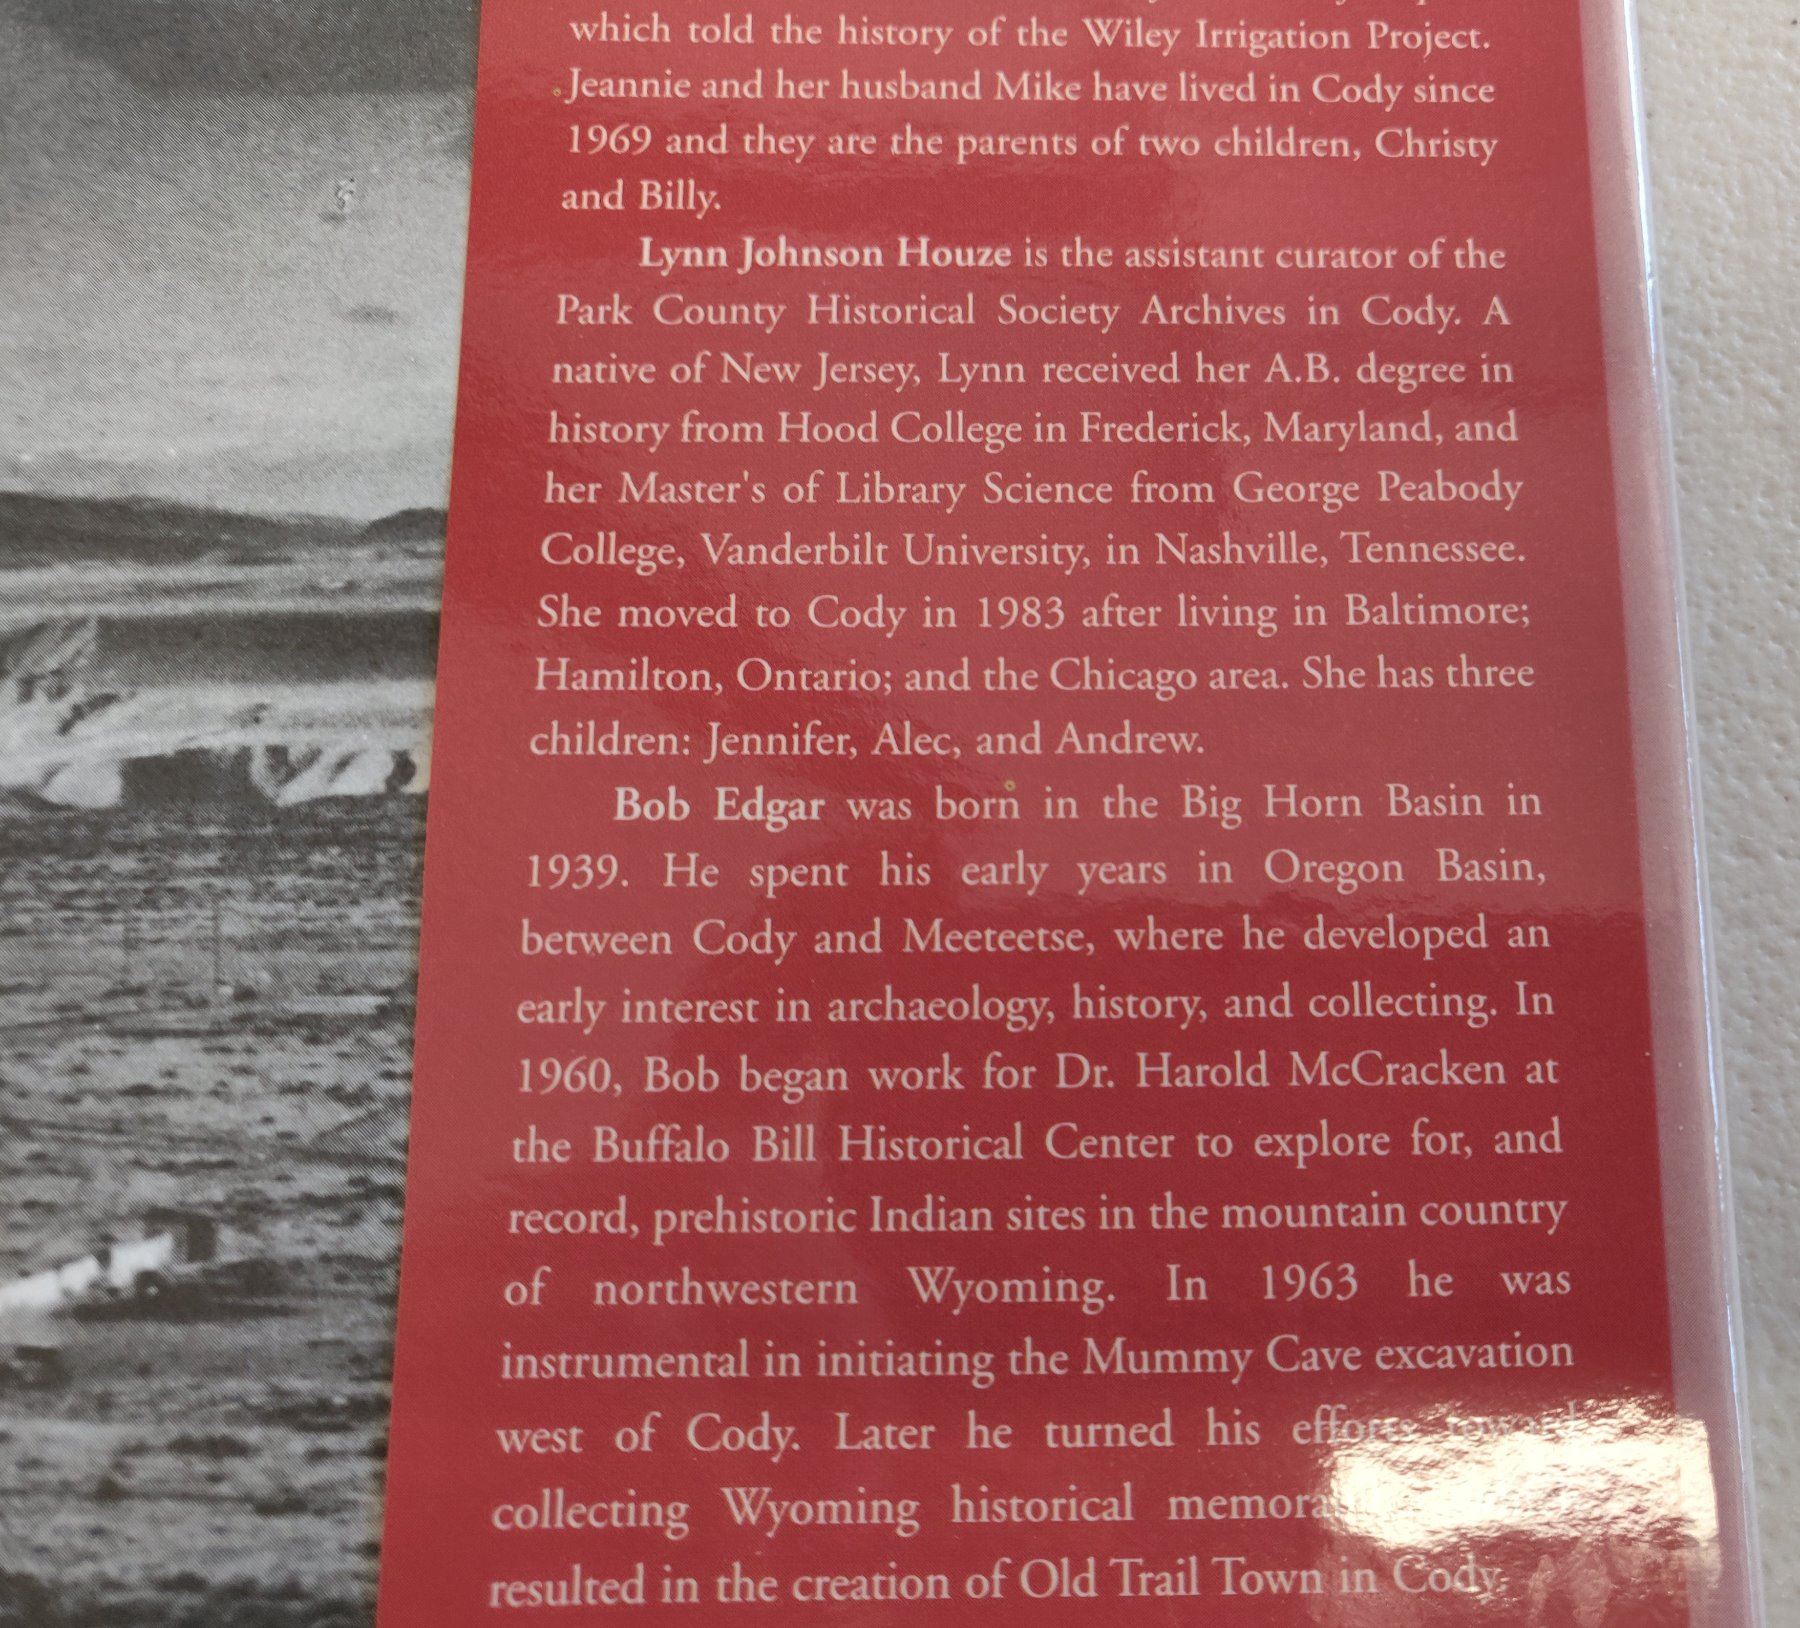 which told the history of the Wiley Irrigation Project.
Jeannie and her husband Mike have lived in Cody since
1969 and they are the parents of two children, Christy
and Billy.
Lynn Johnson Houze is the assistant curator of the
Park County Historical Society Archives in Cody. A
native of New Jersey, Lynn received her A.B. degree in
history from Hood College in Frederick, Maryland, and
her Master's of Library Science from George Peabody
College, Vanderbilt University, in Nashville, Tennessee.
She moved to Cody in 1983 after living in Baltimore;
Hamilton, Ontario; and the Chicago area. She has three
children: Jennifer, Alec, and Andrew.
Bob Edgar was born in the Big Horn Basin in
1939. He spent his early years in Oregon Basin,
between Cody and Meeteetse, where he developed an
early interest in archaeology, history, and collecting. In
1960, Bob began work for Dr. Harold McCracken at
the Buffalo Bill Historical Center to explore for, and
record, prehistoric Indian sites in the mountain country
of northwestern Wyoming. In 1963 he was
instrumental in initiating the Mummy Cave excavation
west of Cody. Later he turned his efforts toward
collecting Wyoming historical
resulted in the creation of Old Trail Town in Cody.